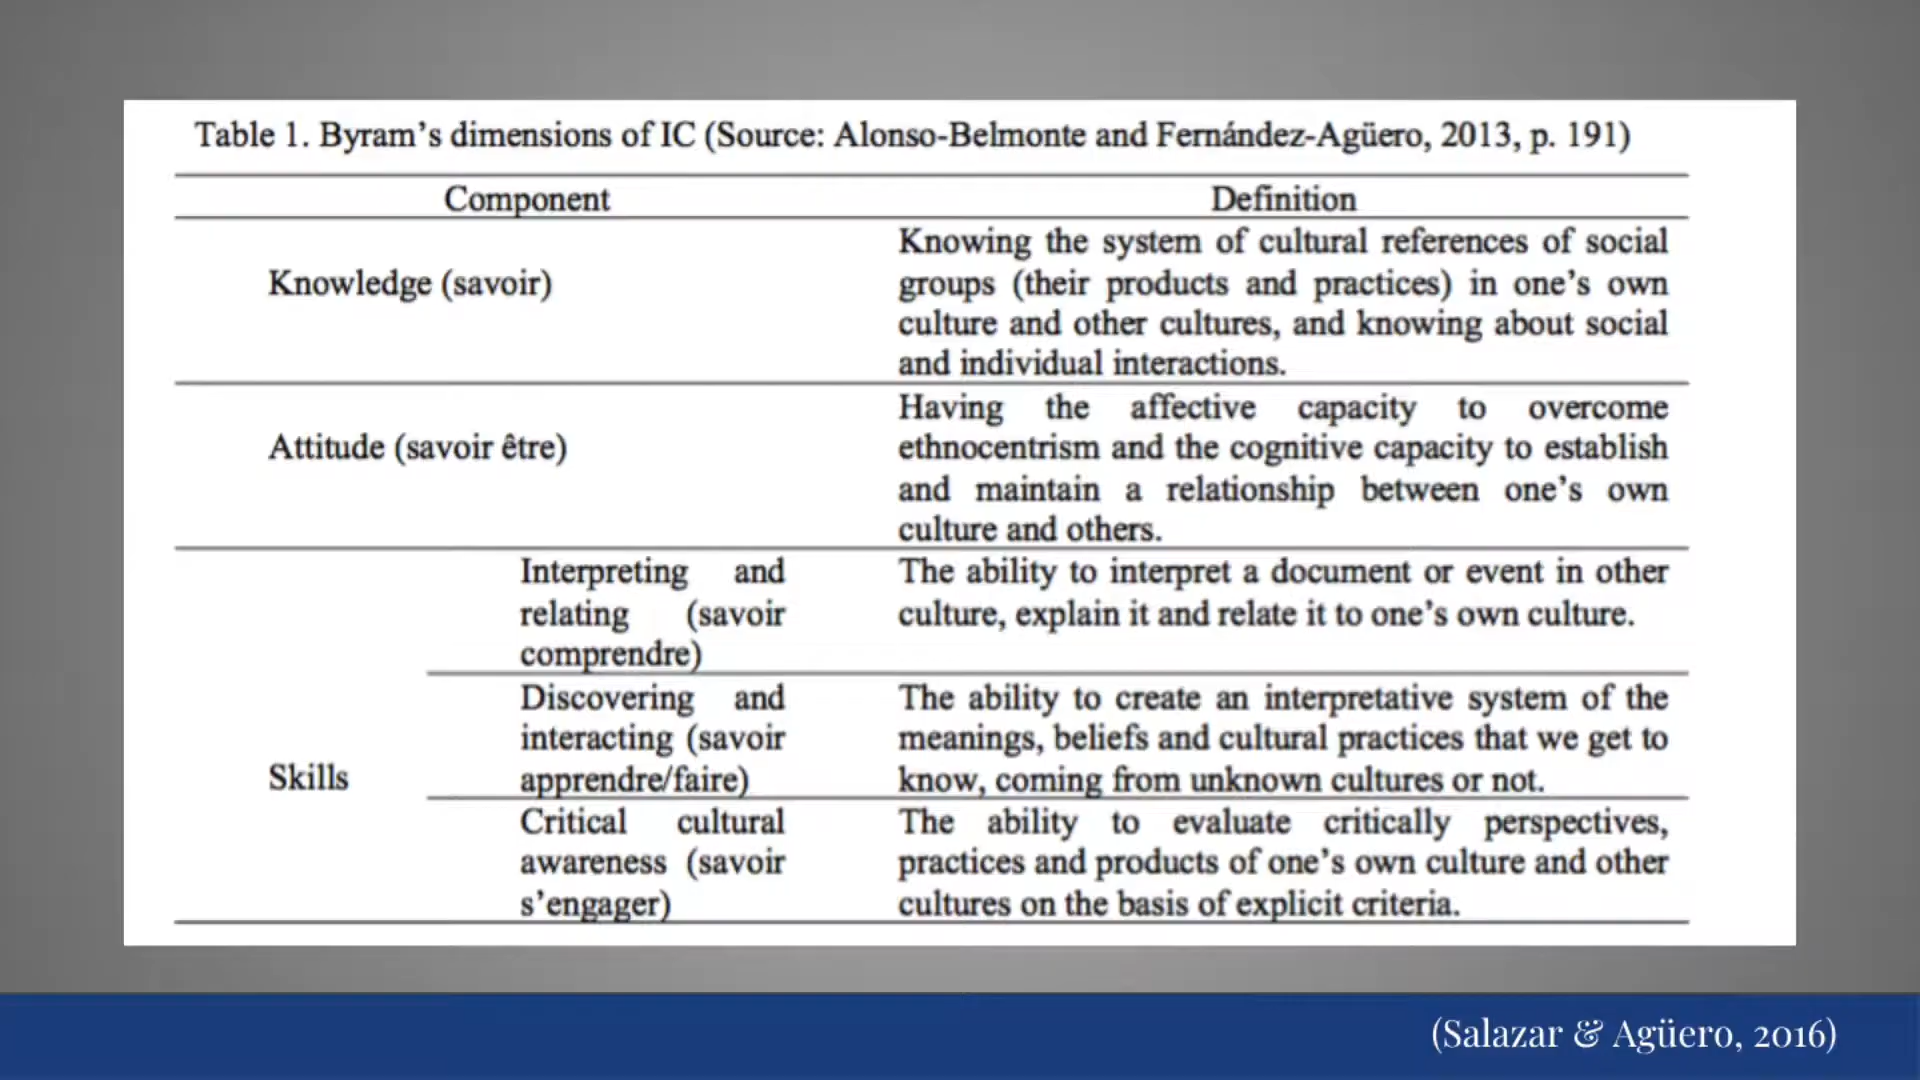 Table 1. Byram’s dimensions of IC (Source: Alonso-Belmonte and Fernández-Agüero, 2013, p. 191)
Component
Definition
Knowledge (savoir)
Knowing the system of cultural references of social
groups (their products and practices) in one’s own
culture and other cultures, and knowing about social
and individual interactions.
Attitude (savoir être)
Having the affective capacity to overcome
ethnocentrism and the cognitive capacity to establish
and maintain a relationship between one’s own
culture and others.
Skills
Interpreting and
relating (savoir
comprendre)
The ability to interpret a document or event in other
culture, explain it and relate it to one’s own culture.
Discovering and
interacting (savoir
apprendre/faire)
The ability to create an interpretative system of the
meanings, beliefs and cultural practices that we get to
know, coming from unknown cultures or not.
Critical cultural
awareness (savoir
s’engager)
The ability to evaluate critically perspectives,
practices and products of one’s own culture and other
cultures on the basis of explicit criteria.
(Salazar & Agüero, 2016)